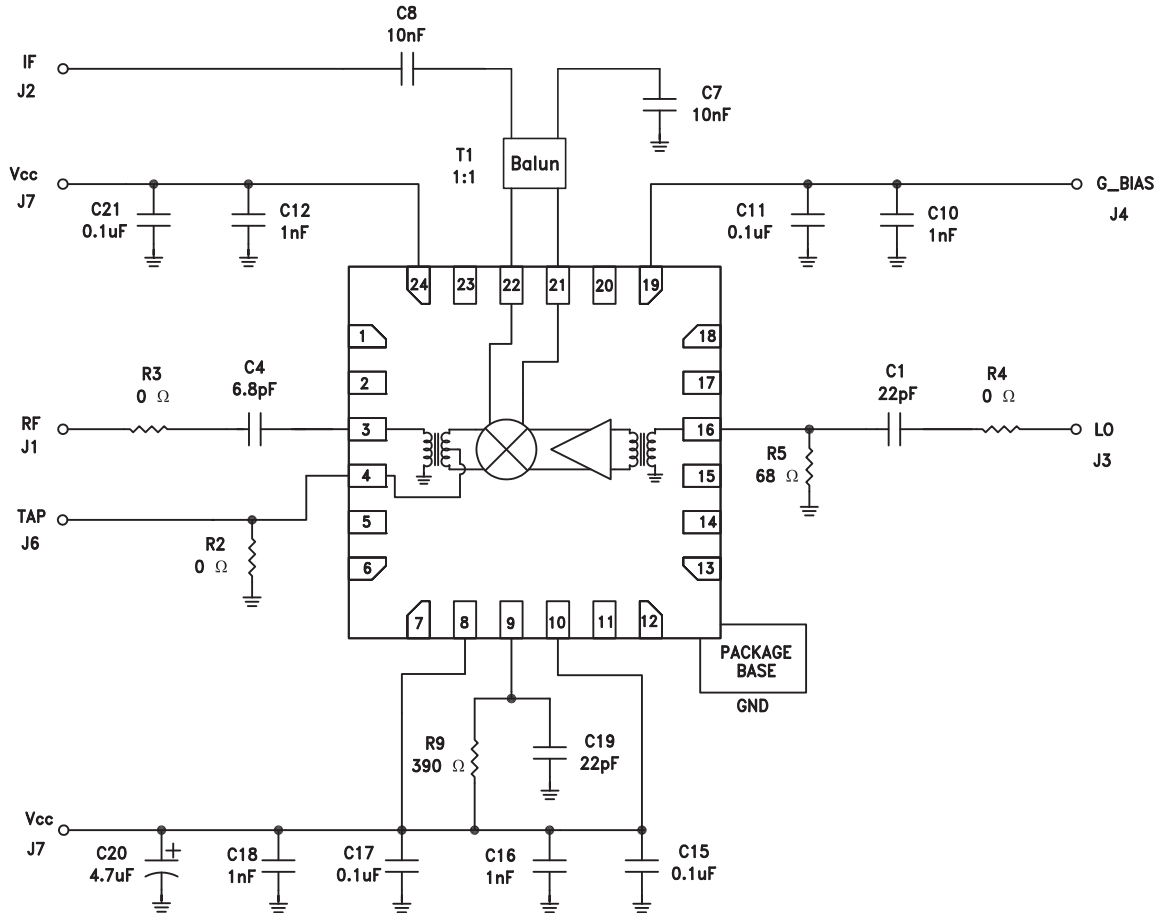 C8
10nF
IF
J2
C7
10nF
T1
1:1
Balun
Vcc
J7
C21
0.1uF
C12
1nF
C11
0.1uF
C10
1nF
G_BIAS
J4
24
23
22
21
20
19
1
18
2
17
R3
0 Ω
C4
6.8pF
C1
22pF
R4
0 Ω
RF
J1
3
16
LO
J3
R5
68 Ω
4
15
TAP
J6
R2
0 Ω
5
14
6
13
7
8
9
10
11
12
PACKAGE
BASE
GND
R9
390 Ω
C19
22pF
Vcc
J7
C20
4.7uF
+
C18
1nF
C17
0.1uF
C16
1nF
C15
0.1uF